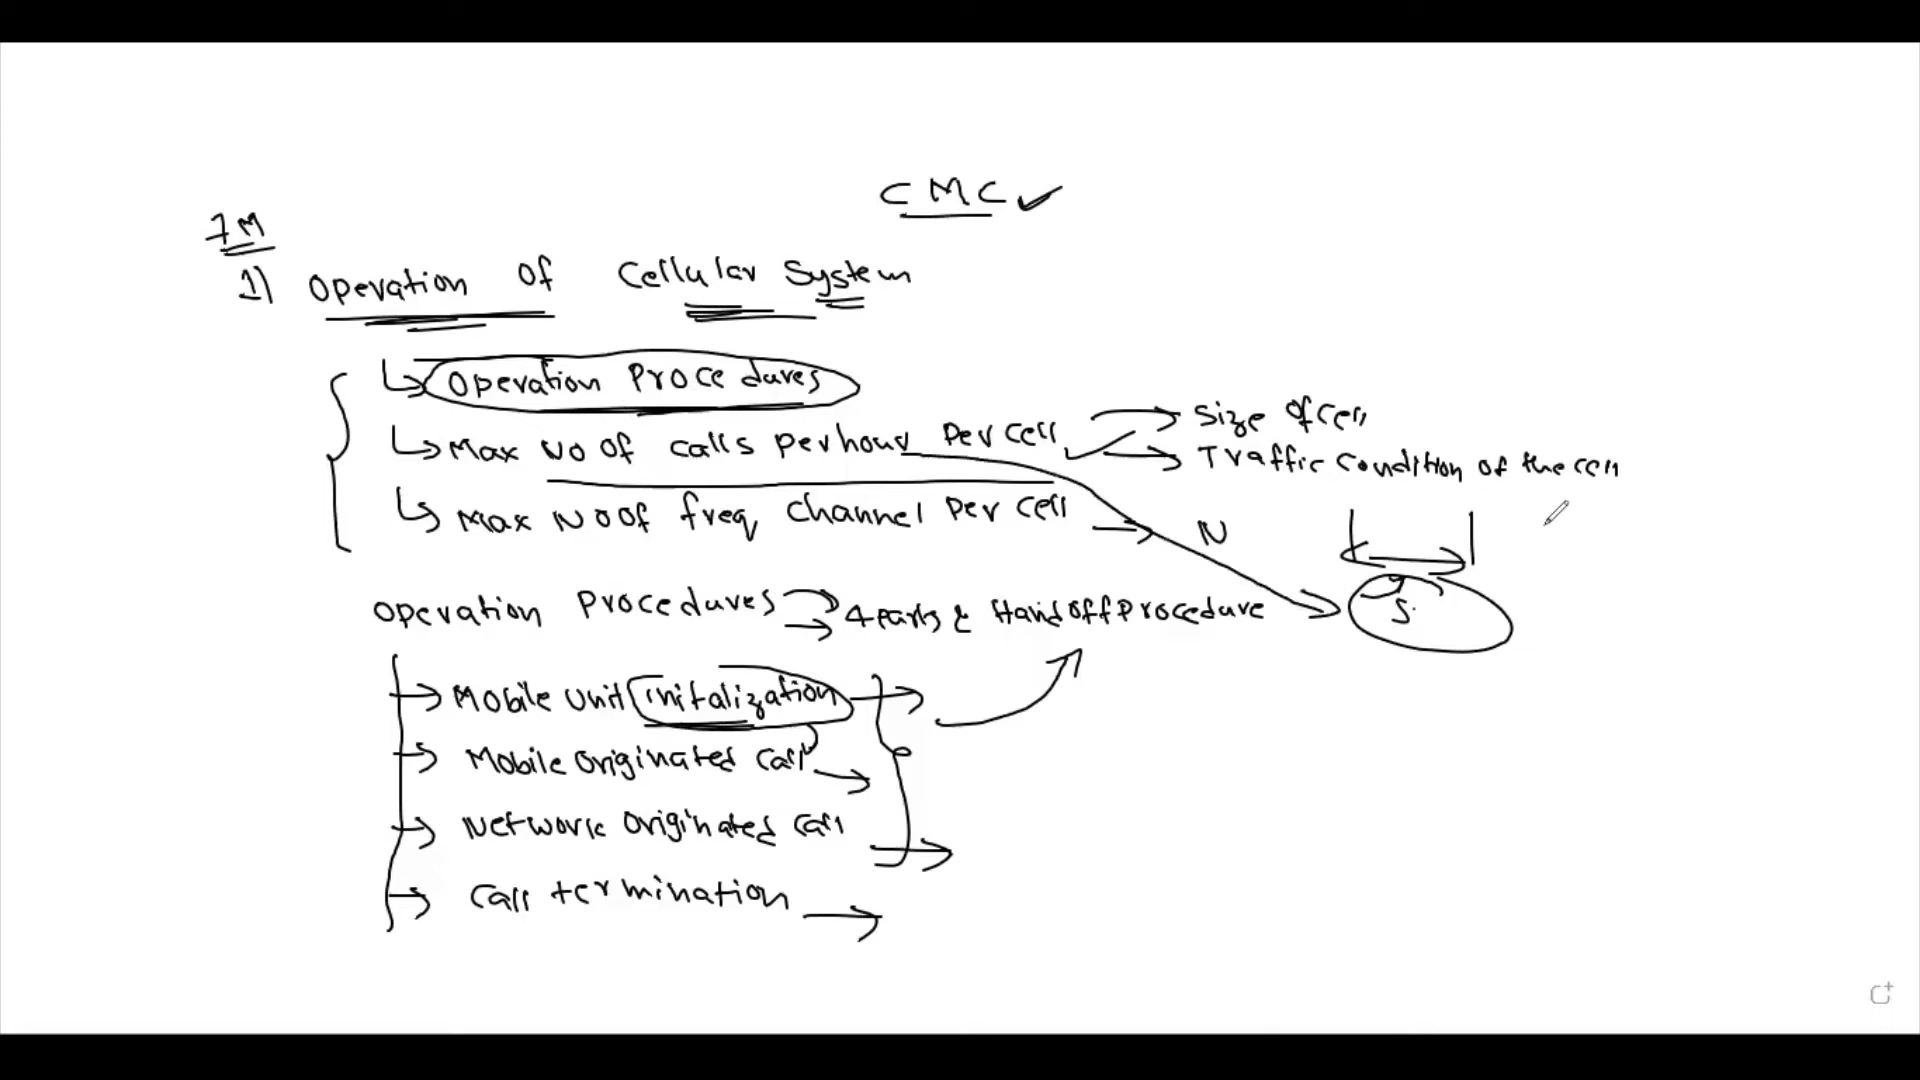 CMC
7M
1) Operation Of Cellular System
Operation Procedures
Max No Of calls per hour Per Cell
Size Of Cell
Traffic Condition Of the Cell
Max No Of freq Channel Per Cell
N
Operation Procedures 4 Parts & Hand Off Procedure
S
Mobile Unit initalization
Mobile Originated Call
Network Originated Call
Call termination